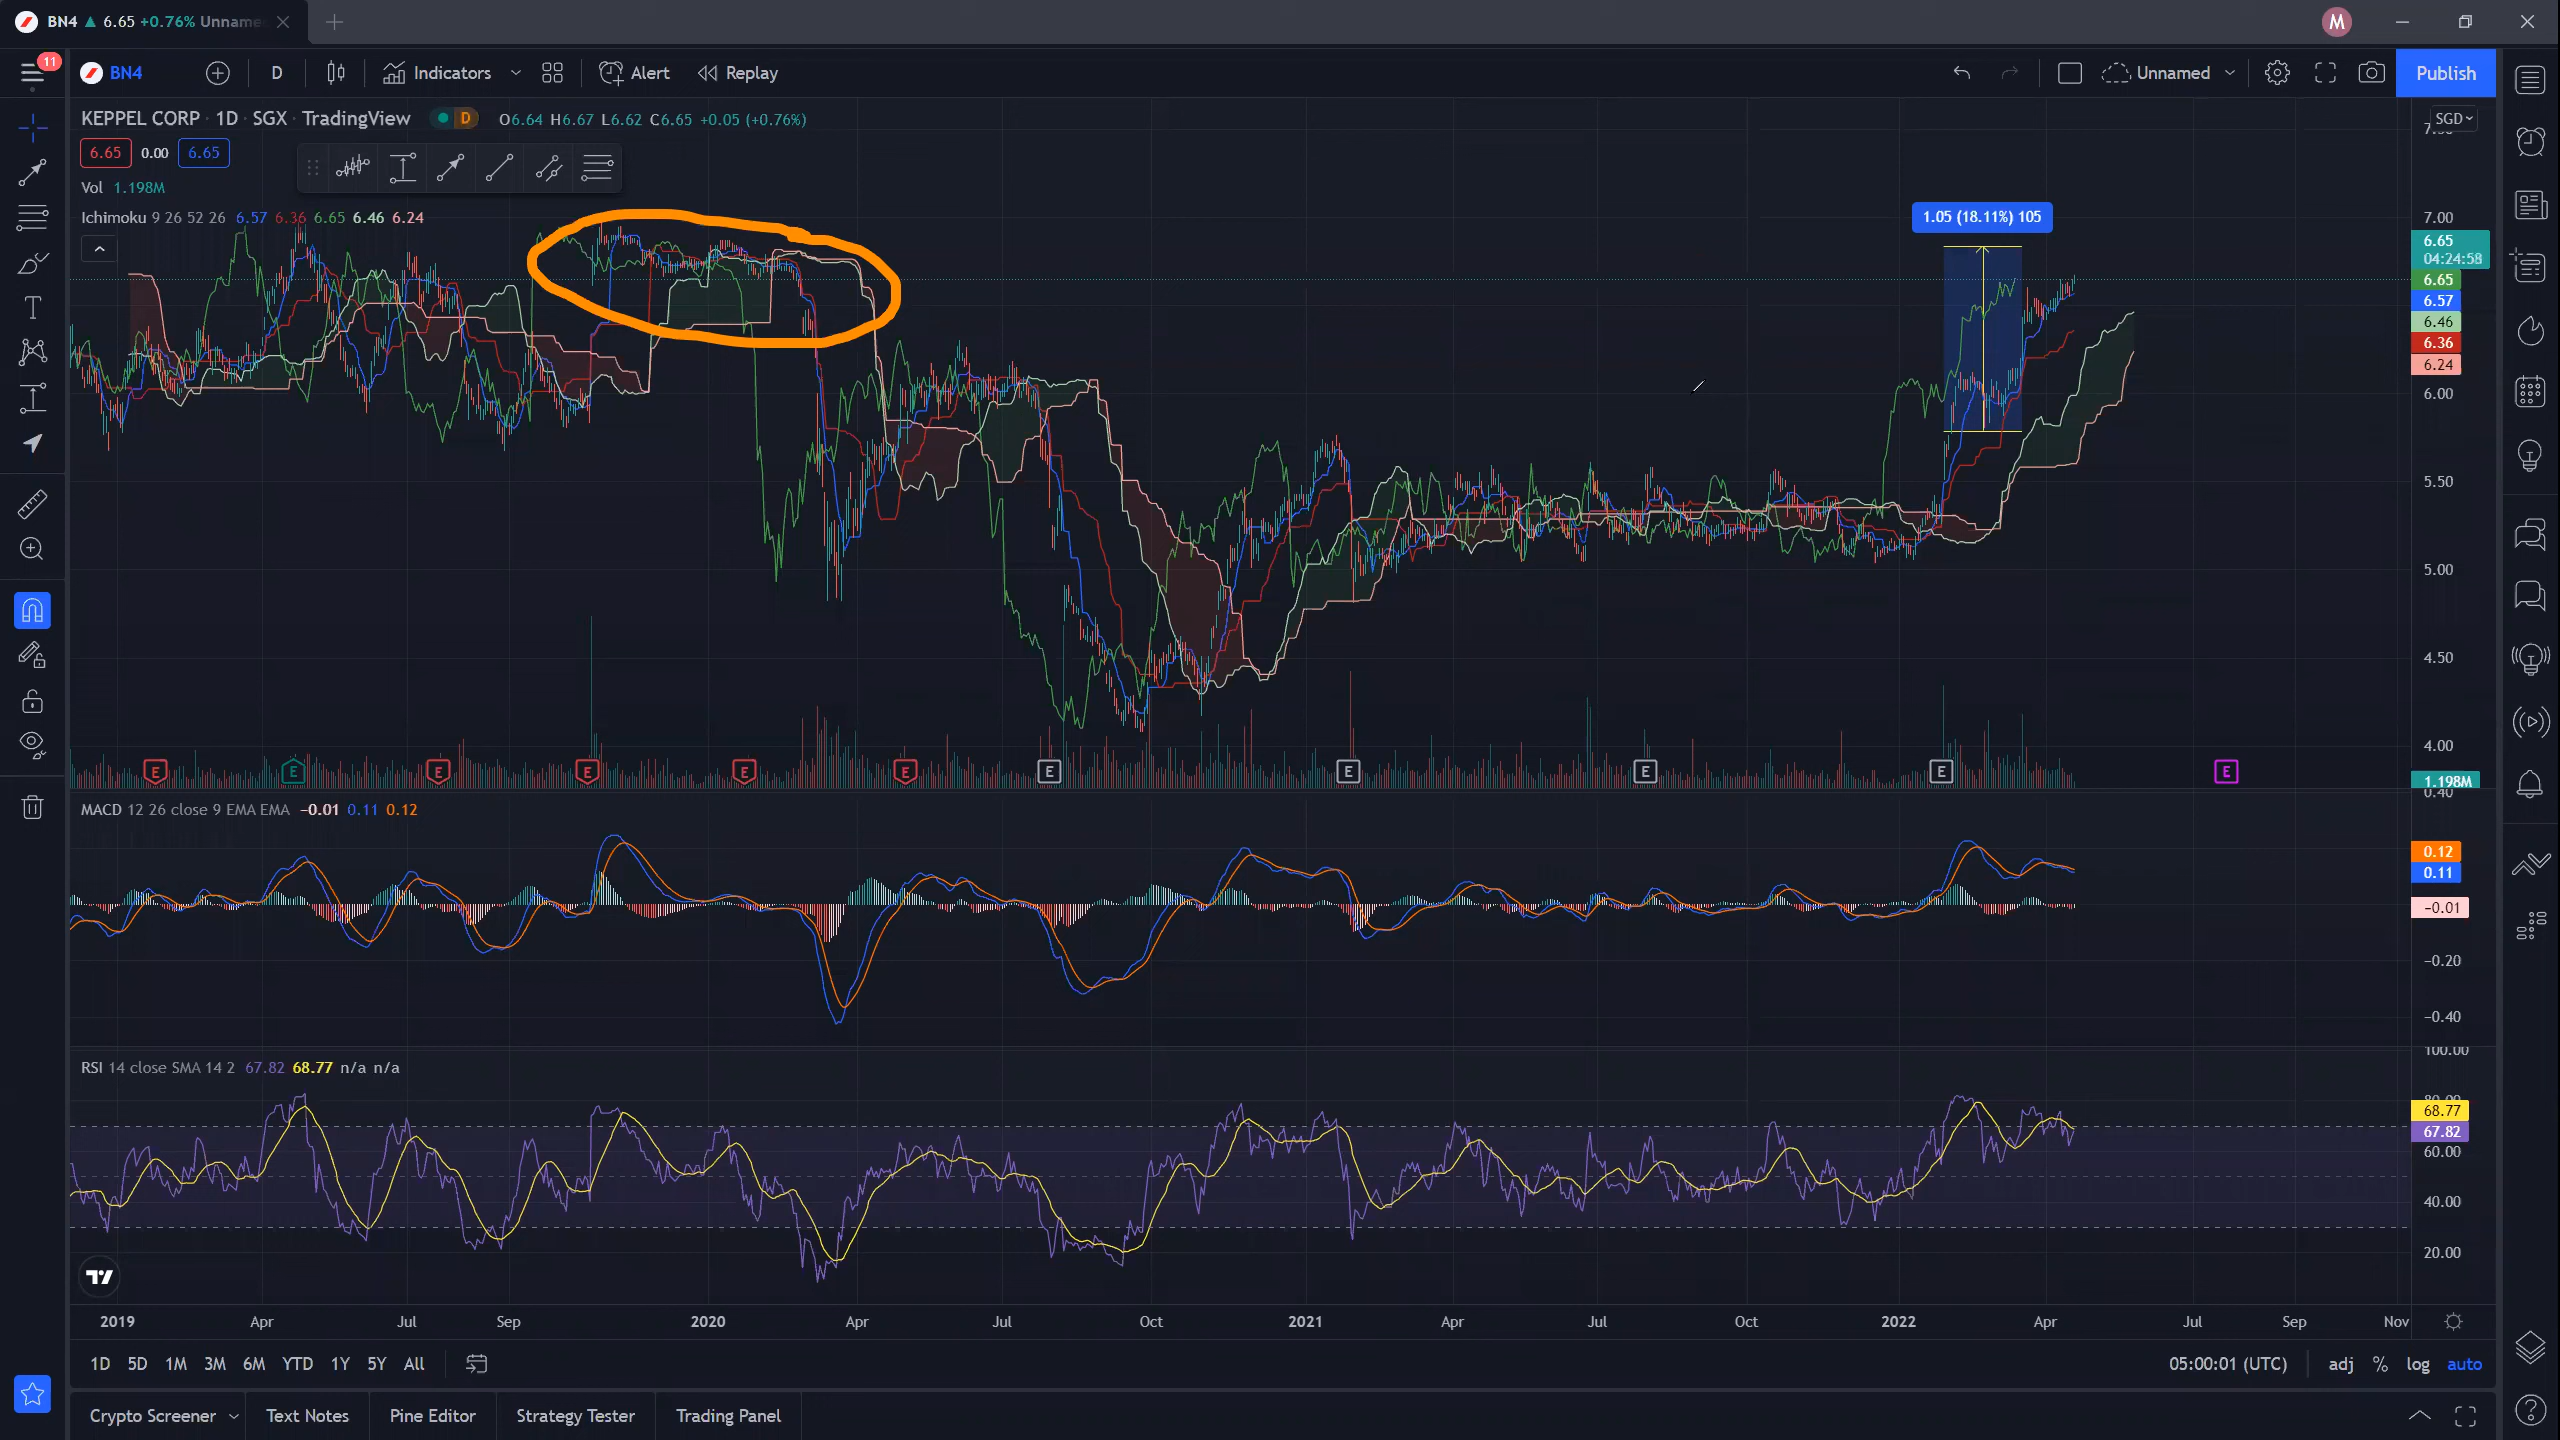 BN4 ▲ 6.65 +0.76% Unname
M
11
BN4 D Indicators Alert Replay Unnamed Publish
KEPPEL CORP · 1D · SGX · TradingView D O6.64 H6.67 L6.62 C6.65 +0.05 (+0.76%)
SGD
6.65 0.00 6.65
Vol 1.198M
Ichimoku 9 26 52 26 6.57 6.36 6.65 6.46 6.24
1.05 (18.11%) 105
7.00
6.65
04:24:58
6.65
6.57
6.46
6.36
6.24
6.00
5.50
5.00
4.50
4.00
E E E E E E E E E E E
1.198M
0.40
MACD 12 26 close 9 EMA EMA −0.01 0.11 0.12
0.12
0.11
−0.01
−0.20
−0.40
100.00
RSI 14 close SMA 14 2 67.82 68.77 n/a n/a
80.00
68.77
67.82
60.00
40.00
20.00
2019 Apr Jul Sep 2020 Apr Jul Oct 2021 Apr Jul Oct 2022 Apr Jul Sep Nov
1D 5D 1M 3M 6M YTD 1Y 5Y All 05:00:01 (UTC) adj % log auto
Crypto Screener Text Notes Pine Editor Strategy Tester Trading Panel